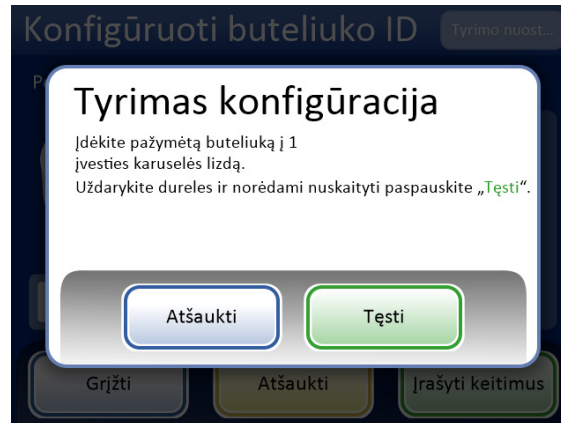 Konfigūruoti buteliuko ID
Tyrimo nuost...
Tyrimas konfigūracija
Įdėkite pažymėtą buteliuką į 1
įvesties karuselės lizdą.
Uždarykite dureles ir norėdami nuskaityti paspauskite „Tęsti“.
Atšaukti
Tęsti
Grįžti
Atšaukti
Įrašyti keitimus